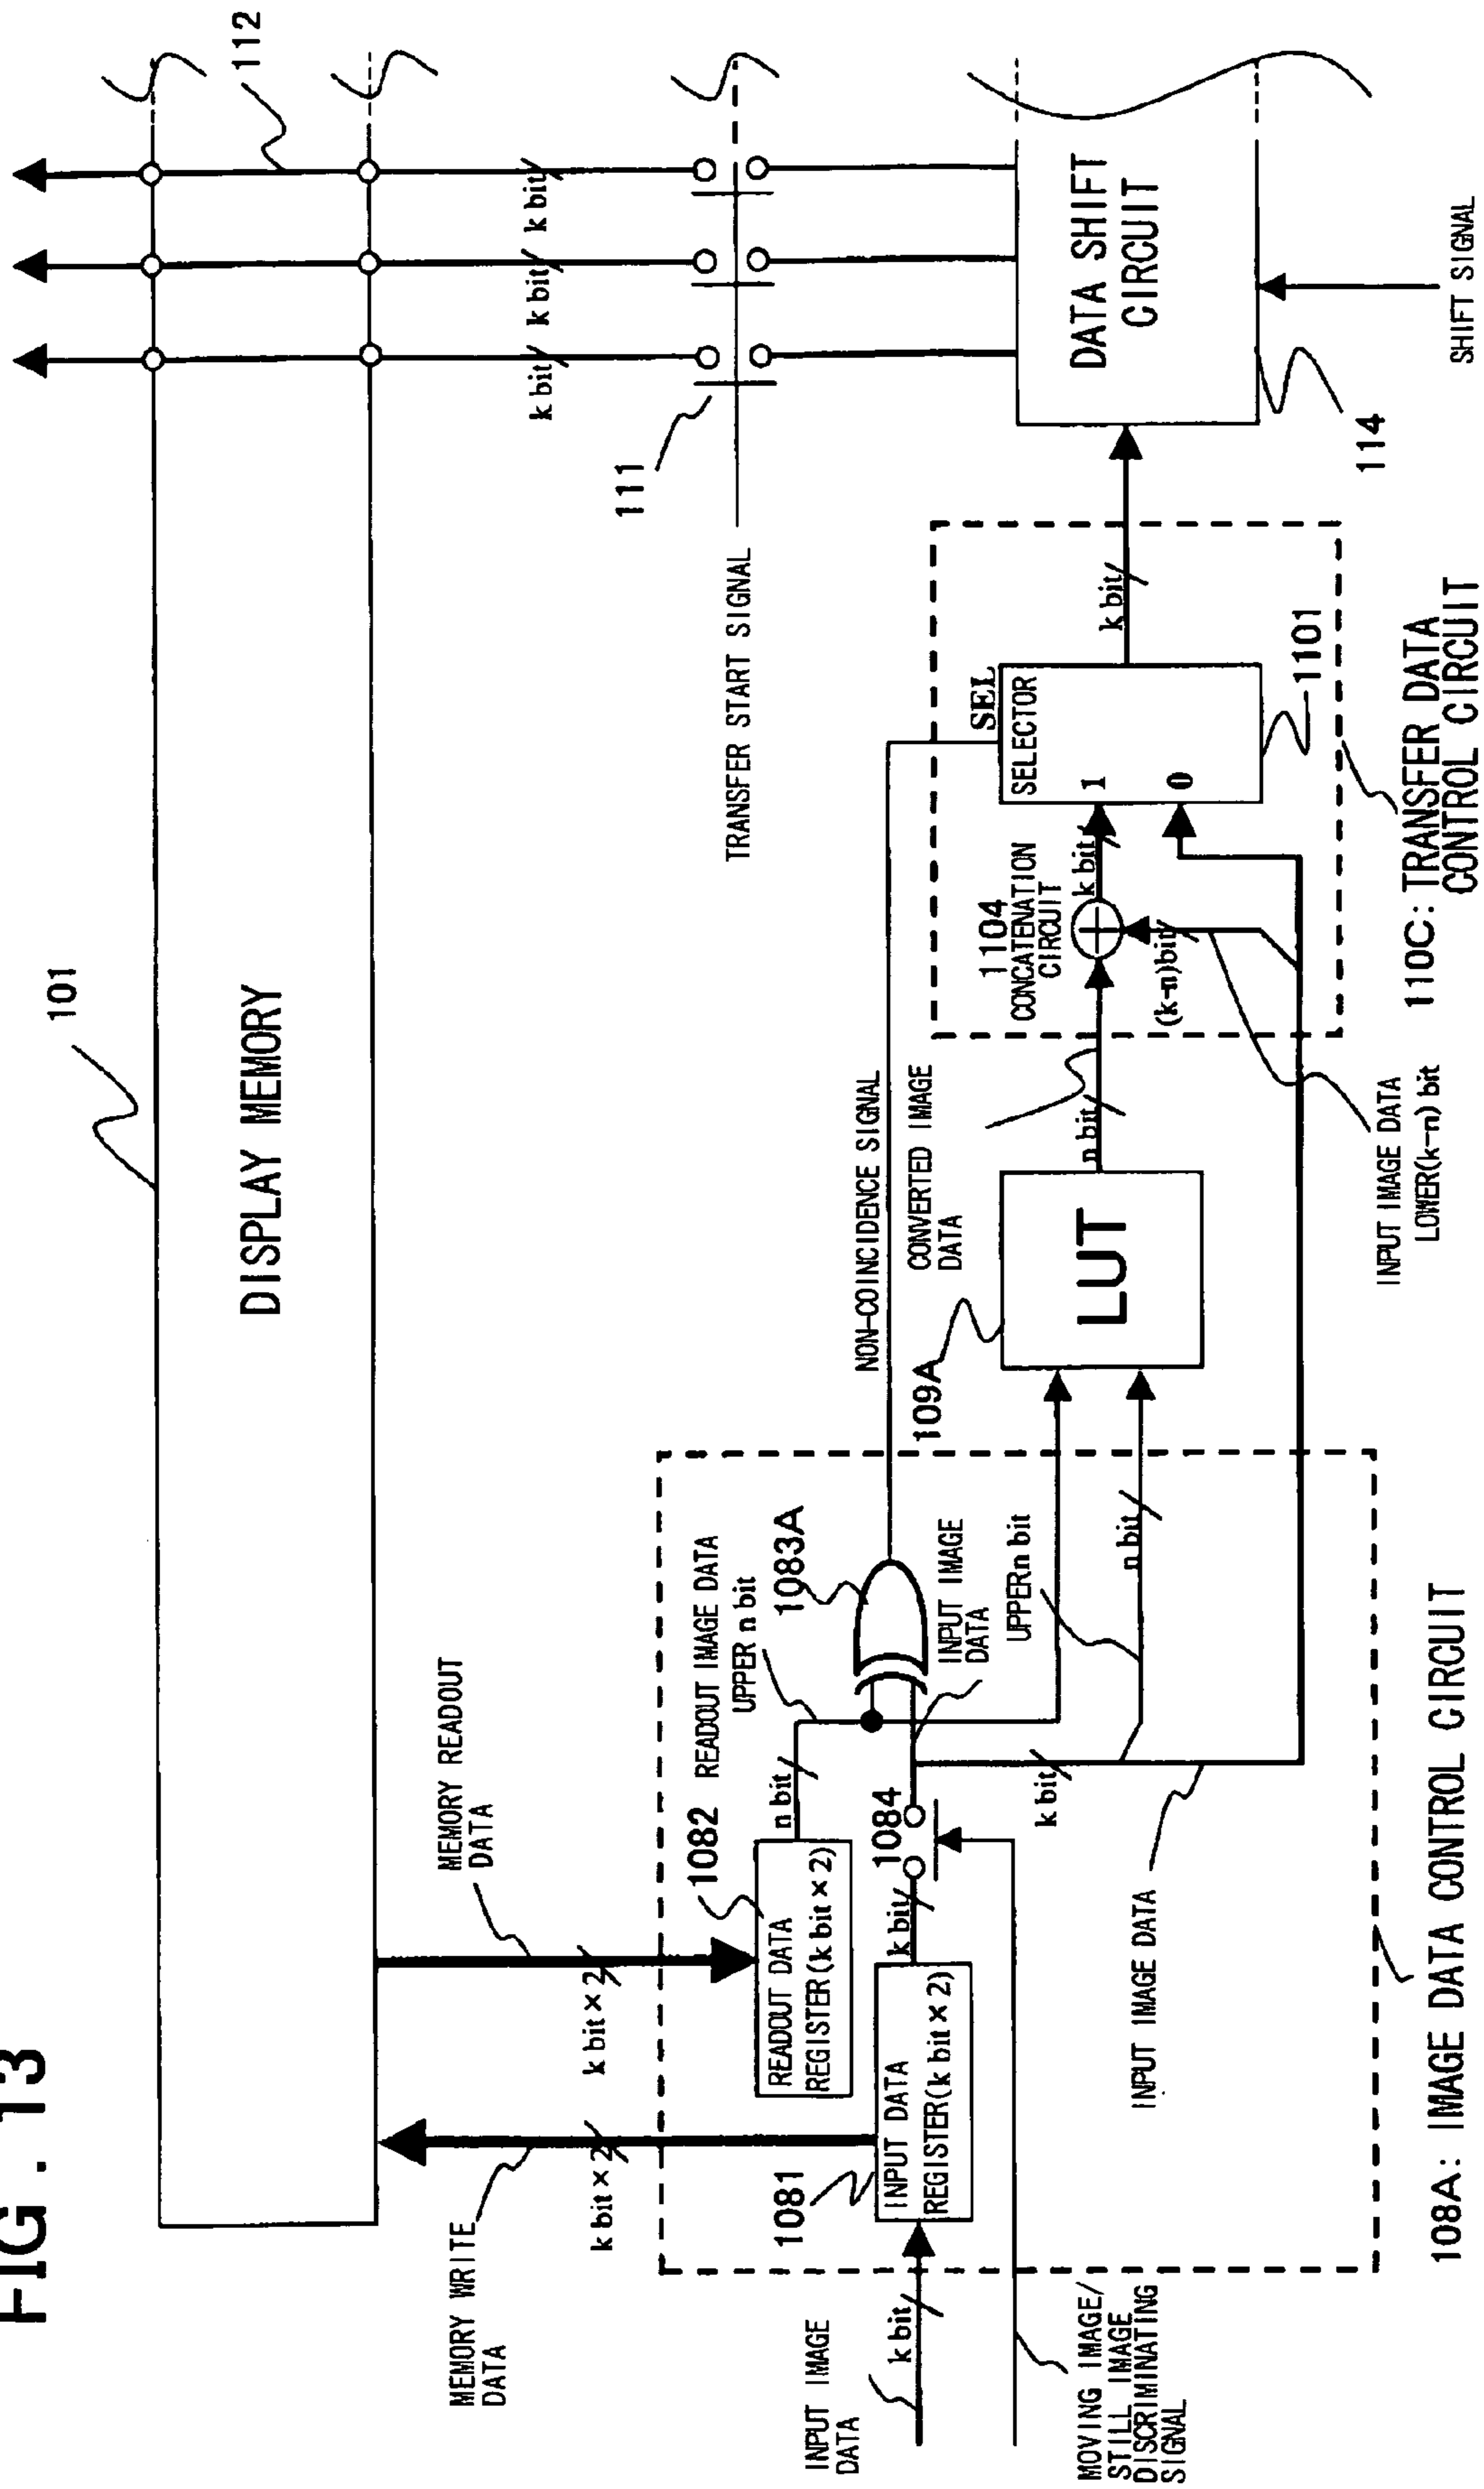 FIG. 13
101
DISPLAY MEMORY
112
MEMORY WRITE
DATA
k bit × 2
MEMORY READOUT
DATA
k bit × 2
k bit
k bit
k bit
111
TRANSFER START SIGNAL
INPUT IMAGE
DATA
k bit
MOVING IMAGE/
STILL IMAGE
DISCRIMINATING
SIGNAL
1081
INPUT DATA
REGISTER(k bit × 2)
READOUT DATA
REGISTER(k bit × 2)
1082
n bit
READOUT IMAGE DATA
UPPER n bit
1083A
k bit
1084
INPUT IMAGE
DATA
UPPER n bit
k bit
n bit
INPUT IMAGE DATA
108A: IMAGE DATA CONTROL CIRCUIT
NON-COINCIDENCE SIGNAL
109A
LUT
CONVERTED IMAGE
DATA
n bit
INPUT IMAGE DATA
LOWER(k-n) bit
1104
CONCATENATION
CIRCUIT
(k-n)bit
k bit
SEL
SELECTOR
1
0
1101
k bit
110C: TRANSFER DATA
CONTROL CIRCUIT
DATA SHIFT
CIRCUIT
114
SHIFT SIGNAL